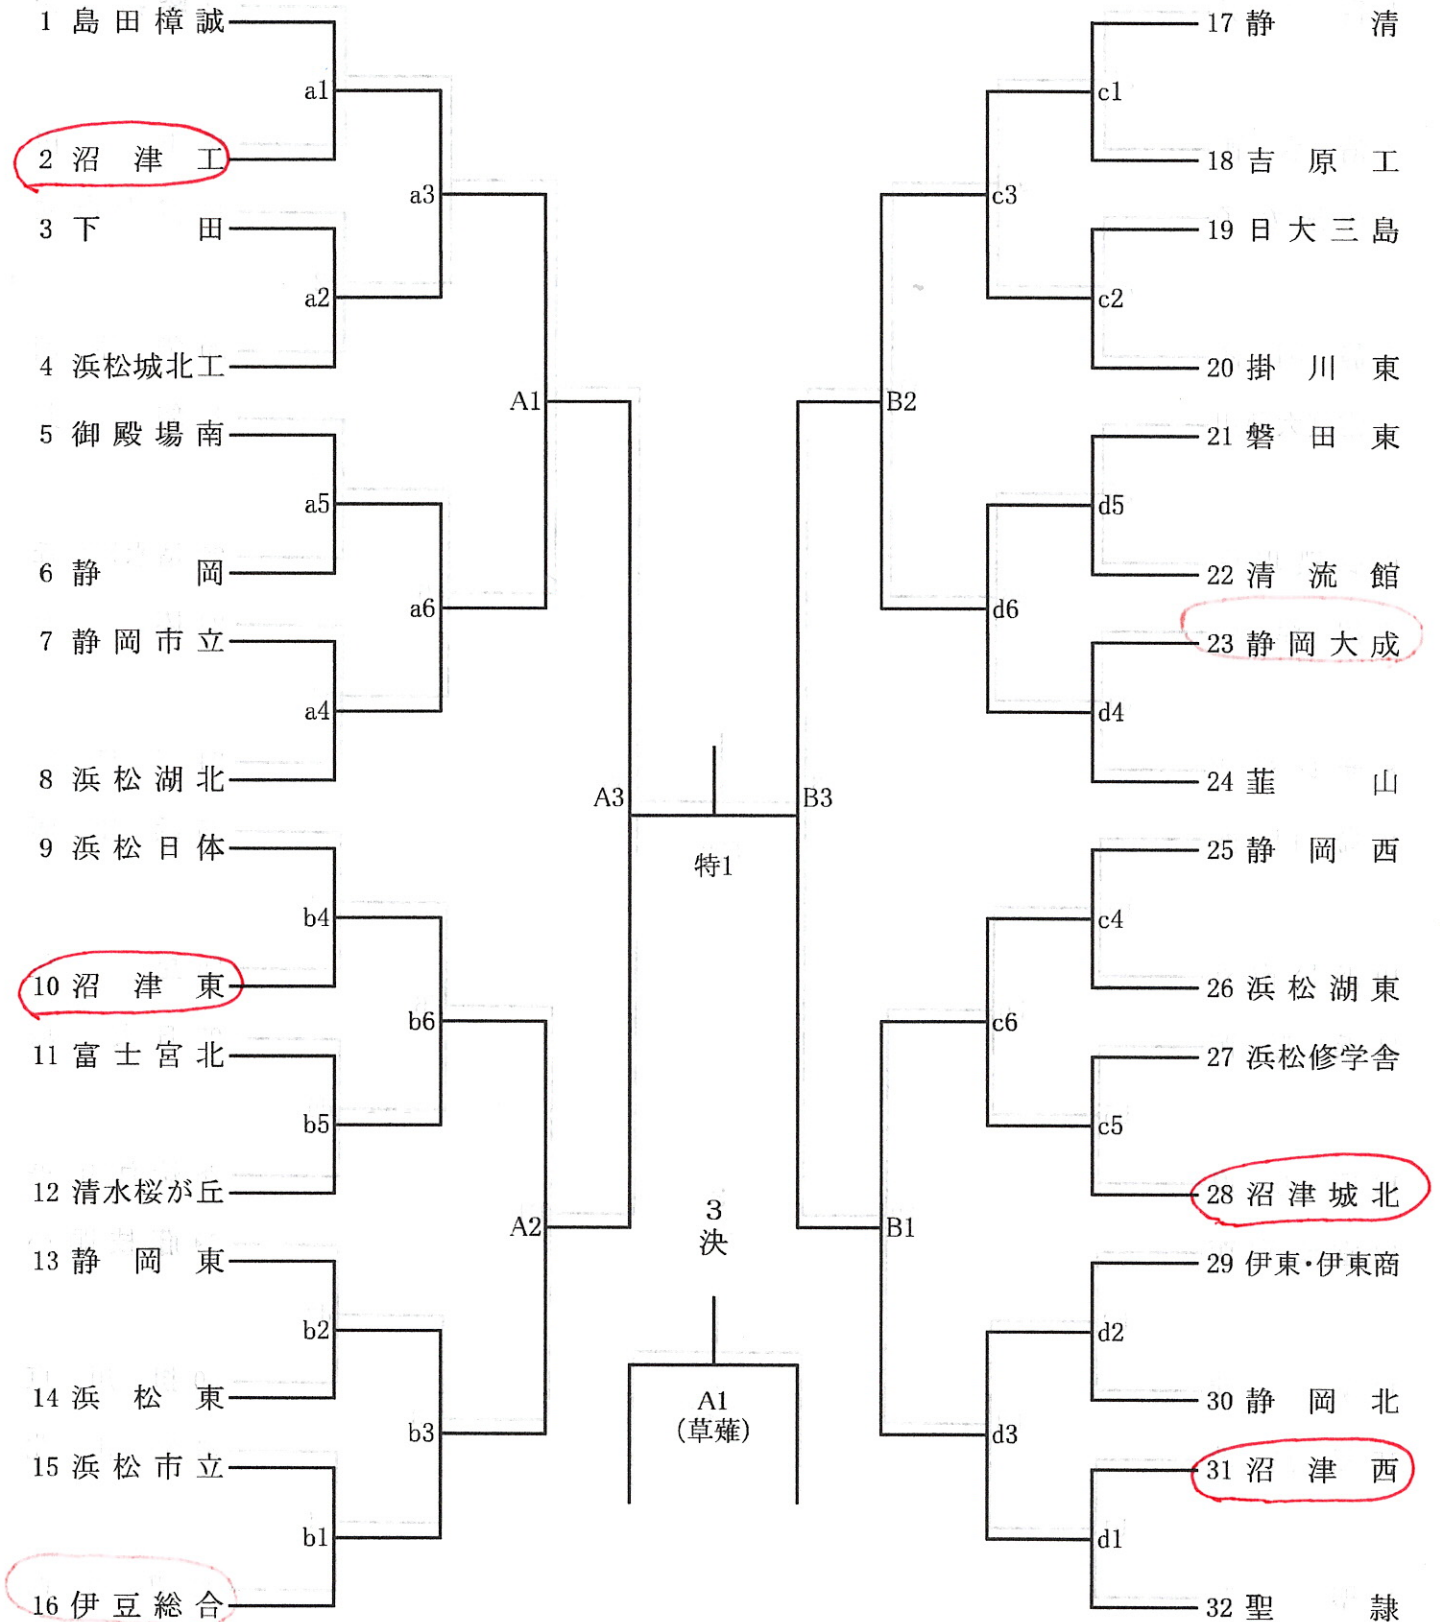 1 島田樟誠
a1
2 沼津工
a3
3 下田
a2
4 浜松城北工
A1
5 御殿場南
a5
6 静岡
a6
7 静岡市立
a4
8 浜松湖北
A3
9 浜松日体
b4
10 沼津東
b6
11 富士宮北
b5
12 清水桜が丘
A2
13 静岡東
b2
14 浜松東
b3
15 浜松市立
b1
16 伊豆総合
特1
3
決
A1
(草薙)
17 静清
c1
18 吉原工
c3
19 日大三島
c2
20 掛川東
B2
21 磐田東
d5
22 清流館
d6
23 静岡大成
d4
24 韮山
B3
25 静岡西
c4
26 浜松湖東
c6
27 浜松修学舎
c5
28 沼津城北
B1
29 伊東・伊東商
d2
30 静岡北
d3
31 沼津西
d1
32 聖隷